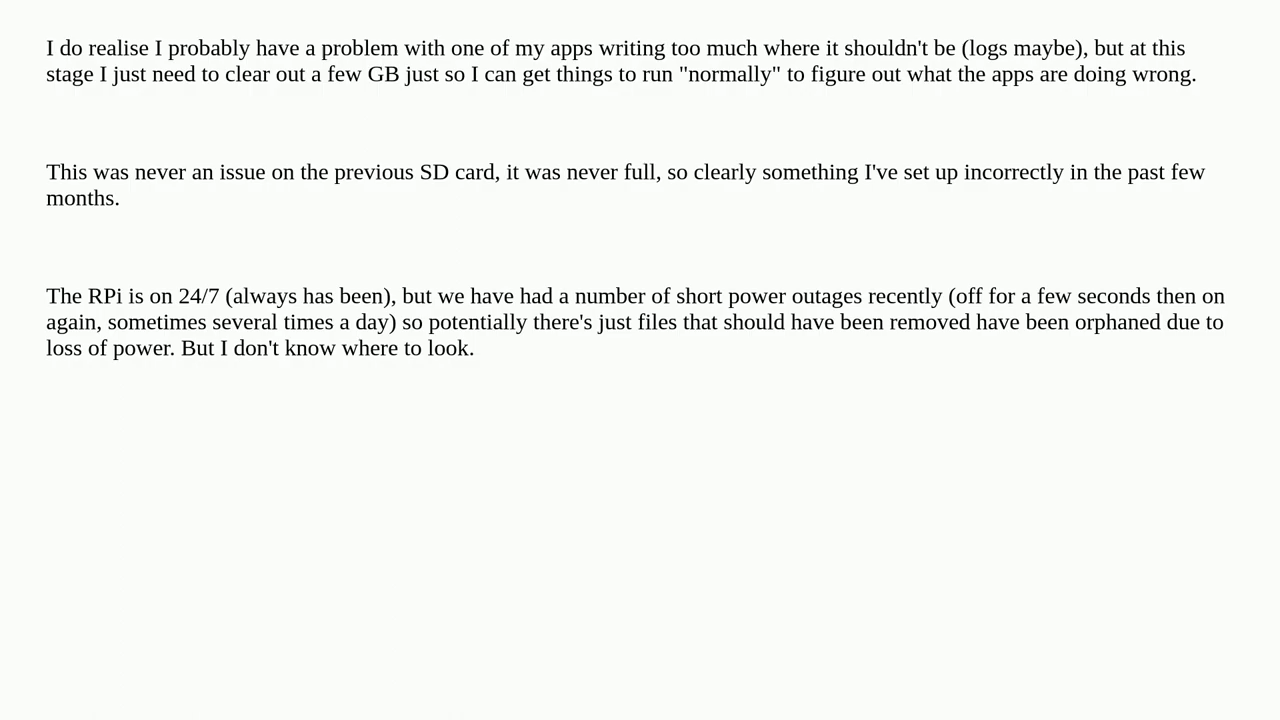 I do realise I probably have a problem with one of my apps writing too much where it shouldn't be (logs maybe), but at this
stage I just need to clear out a few GB just so I can get things to run "normally" to figure out what the apps are doing wrong.
This was never an issue on the previous SD card, it was never full, so clearly something I've set up incorrectly in the past few
months.
The RPi is on 24/7 (always has been), but we have had a number of short power outages recently (off for a few seconds then on
again, sometimes several times a day) so potentially there's just files that should have been removed have been orphaned due to
loss of power. But I don't know where to look.